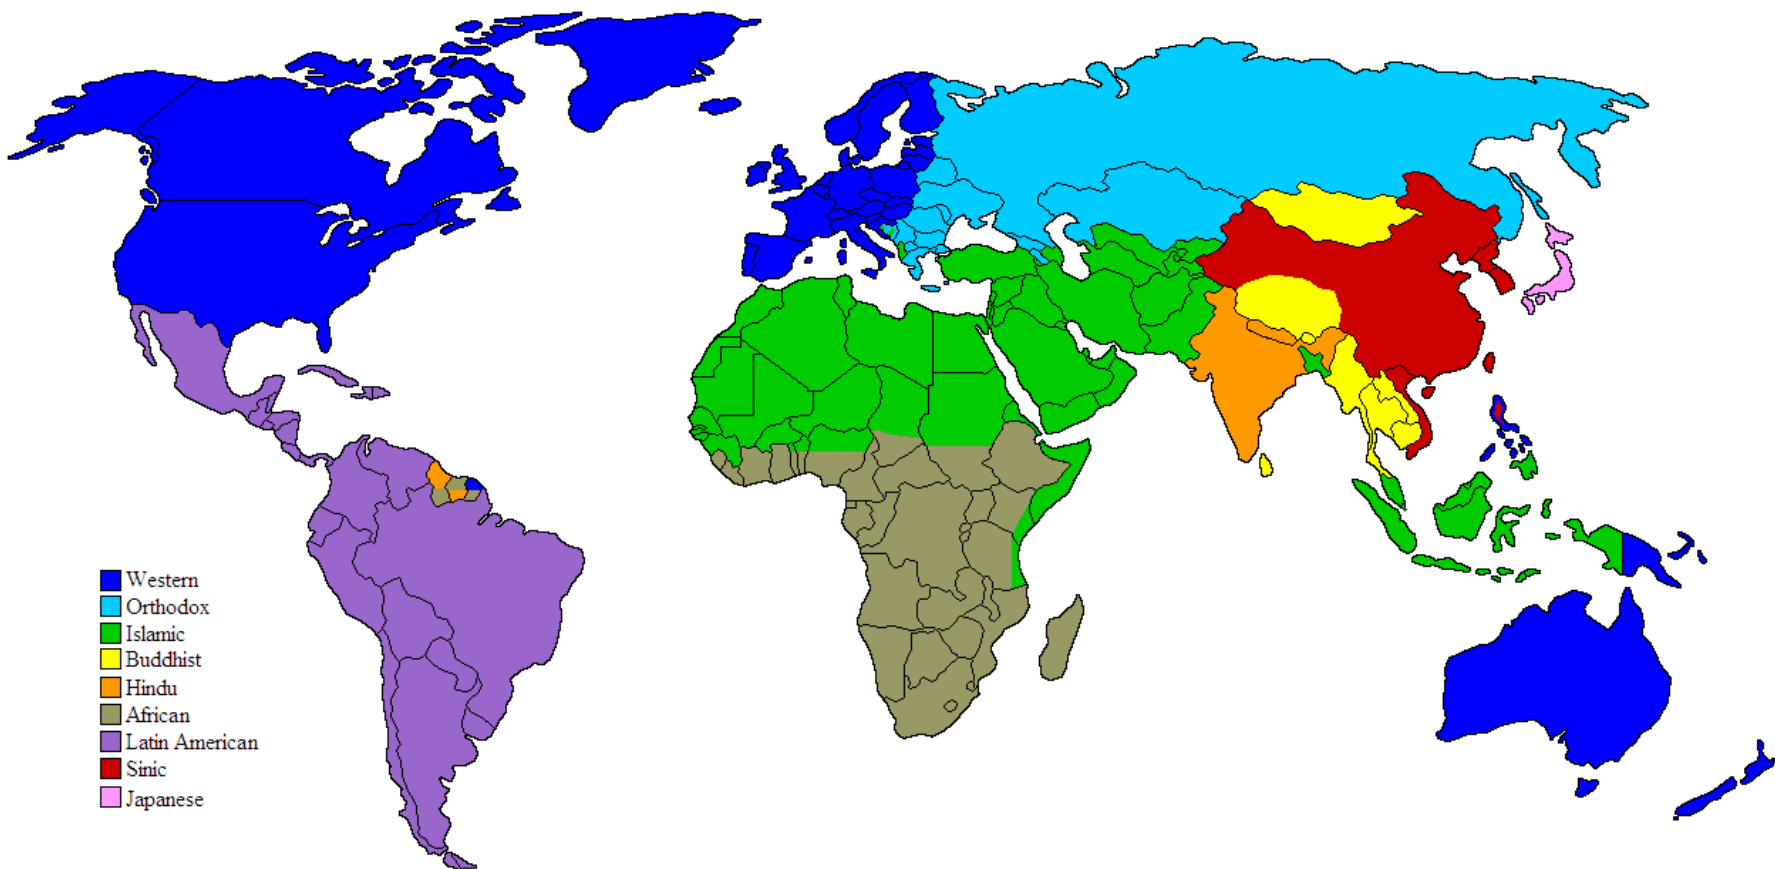 Western
Orthodox
Islamic
Buddhist
Hindu
African
Latin American
Sinic
Japanese